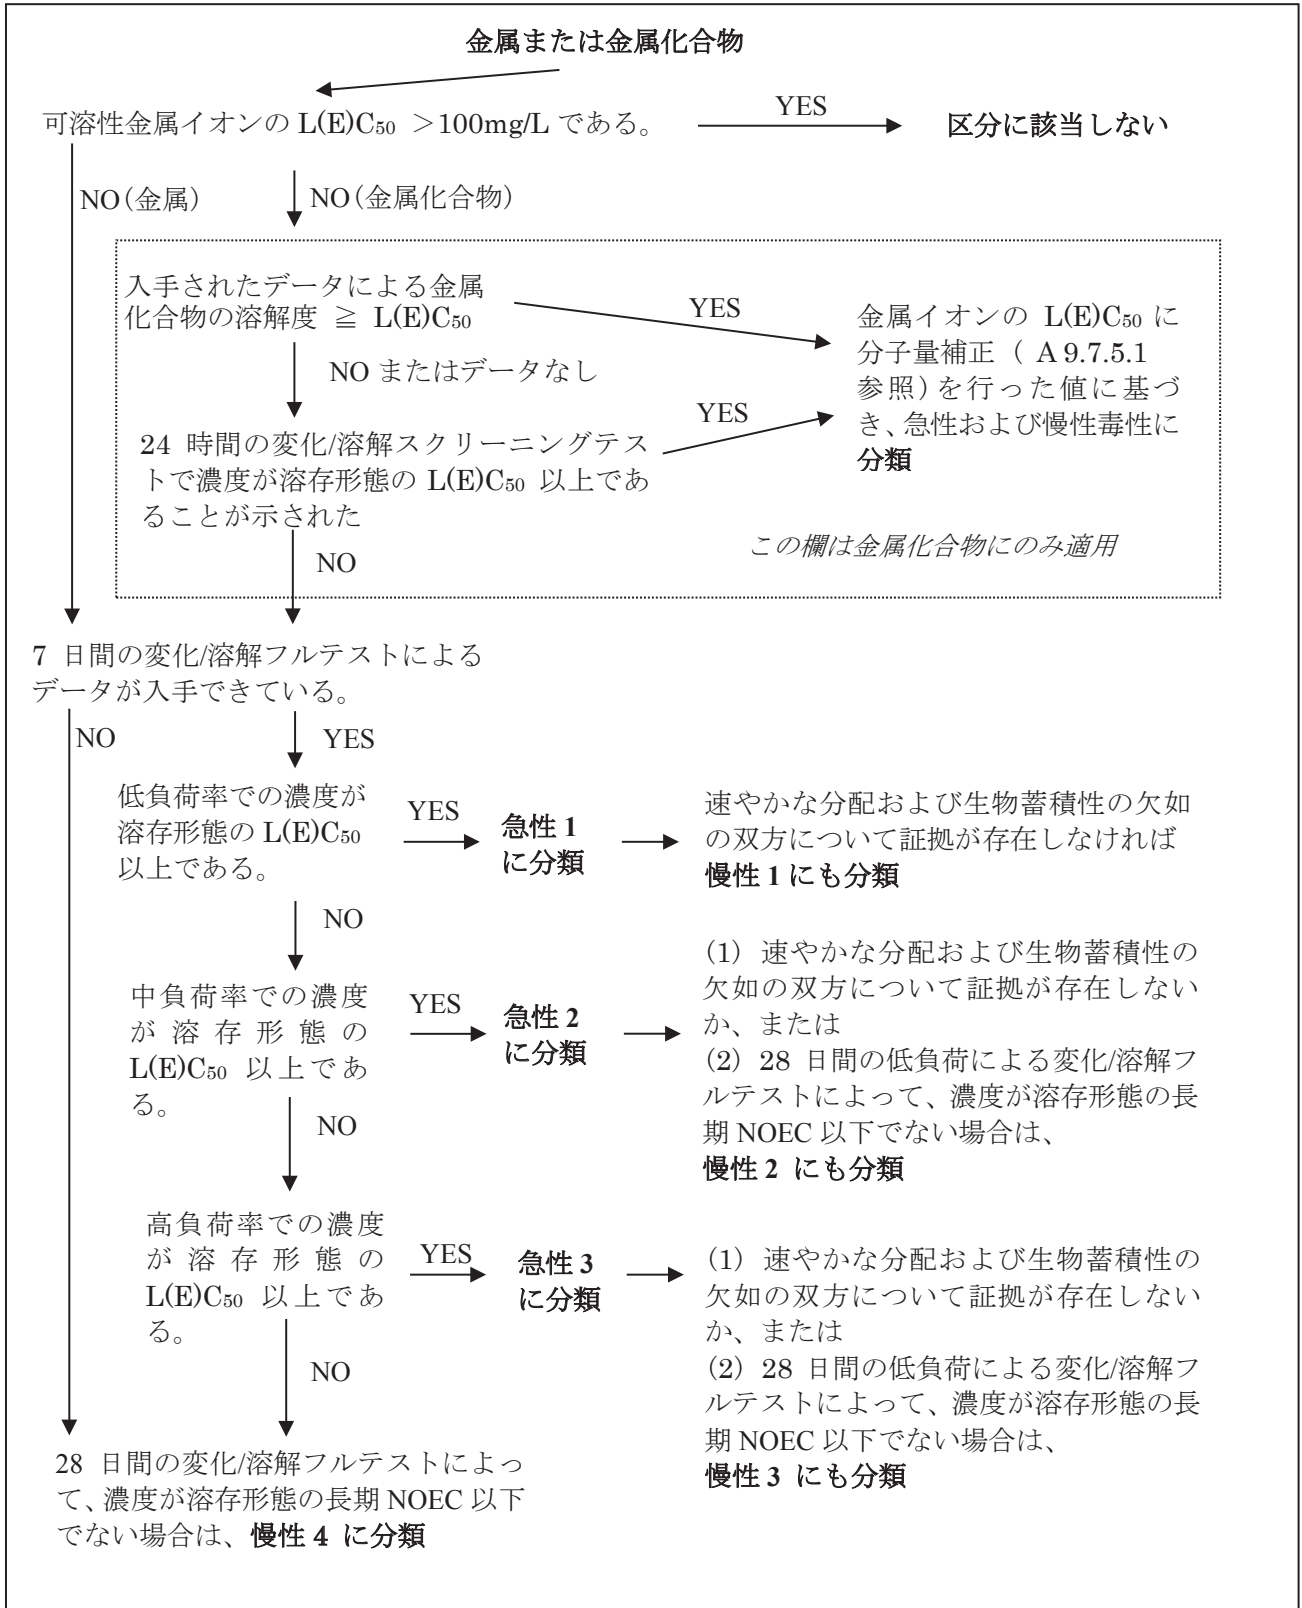 金属または金属化合物
可溶性金属イオンの L(E)C50 ＞100mg/L である。
YES
区分に該当しない
NO（金属）
NO（金属化合物）
入手されたデータによる金属
化合物の溶解度 ≧ L(E)C50
YES
金属イオンの L(E)C50 に
分子量補正（ A 9.7.5.1
参照）を行った値に基づ
き、急性および慢性毒性に
分類
NO またはデータなし
YES
24 時間の変化/溶解スクリーニングテス
トで濃度が溶存形態の L(E)C50 以上であ
ることが示された
この欄は金属化合物にのみ適用
NO
7 日間の変化/溶解フルテストによる
データが入手できている。
NO
YES
低負荷率での濃度が
溶存形態の L(E)C50
以上である。
YES
急性 1
に分類
速やかな分配および生物蓄積性の欠如
の双方について証拠が存在しなければ
慢性 1 にも分類
NO
中負荷率での濃度
が溶存形態の
L(E)C50 以上であ
る。
YES
急性 2
に分類
(1) 速やかな分配および生物蓄積性の
欠如の双方について証拠が存在しない
か、または
(2) 28 日間の低負荷による変化/溶解フ
ルテストによって、濃度が溶存形態の長
期 NOEC 以下でない場合は、
慢性 2 にも分類
NO
高負荷率での濃度
が溶存形態の
L(E)C50 以上であ
る。
YES
急性 3
に分類
(1) 速やかな分配および生物蓄積性の
欠如の双方について証拠が存在しない
か、または
(2) 28 日間の低負荷による変化/溶解フ
ルテストによって、濃度が溶存形態の長
期 NOEC 以下でない場合は、
慢性 3 にも分類
NO
28 日間の変化/溶解フルテストによっ
て、濃度が溶存形態の長期 NOEC 以下
でない場合は、慢性 4 に分類